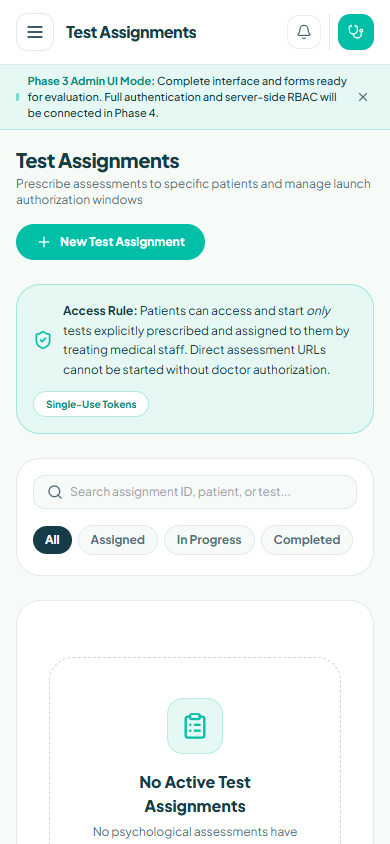 Test Assignments
Phase 3 Admin UI Mode: Complete interface and forms ready
for evaluation. Full authentication and server-side RBAC will
be connected in Phase 4.
Test Assignments
Prescribe assessments to specific patients and manage launch
authorization windows
New Test Assignment
Access Rule: Patients can access and start only
tests explicitly prescribed and assigned to them by
treating medical staff. Direct assessment URLs
cannot be started without doctor authorization.
Single-Use Tokens
Search assignment ID, patient, or test...
All Assigned In Progress Completed
No Active Test
Assignments
No psychological assessments have